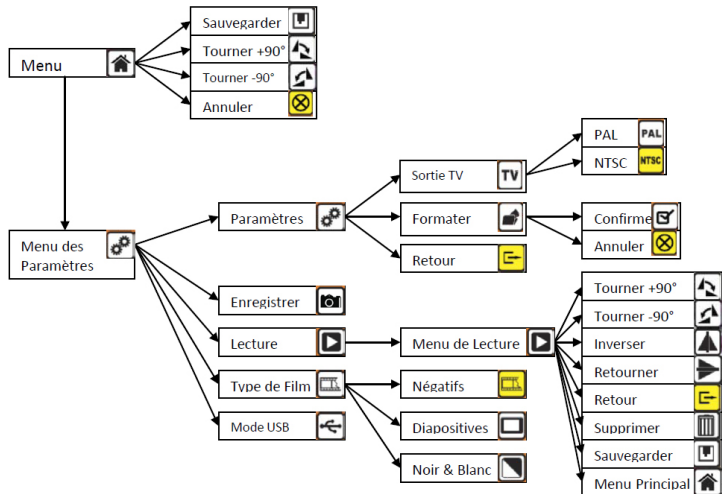 Menu
Sauvegarder
Tourner +90°
Tourner -90°
Annuler
Menu des
Paramètres
Paramètres
Sortie TV
TV
PAL
PAL
NTSC
NTSC
Formater
Confirme
Annuler
Retour
Enregistrer
Lecture
Menu de Lecture
Tourner +90°
Tourner -90°
Inverser
Retourner
Retour
Supprimer
Sauvegarder
Menu Principal
Type de Film
Négatifs
Diapositives
Noir & Blanc
Mode USB